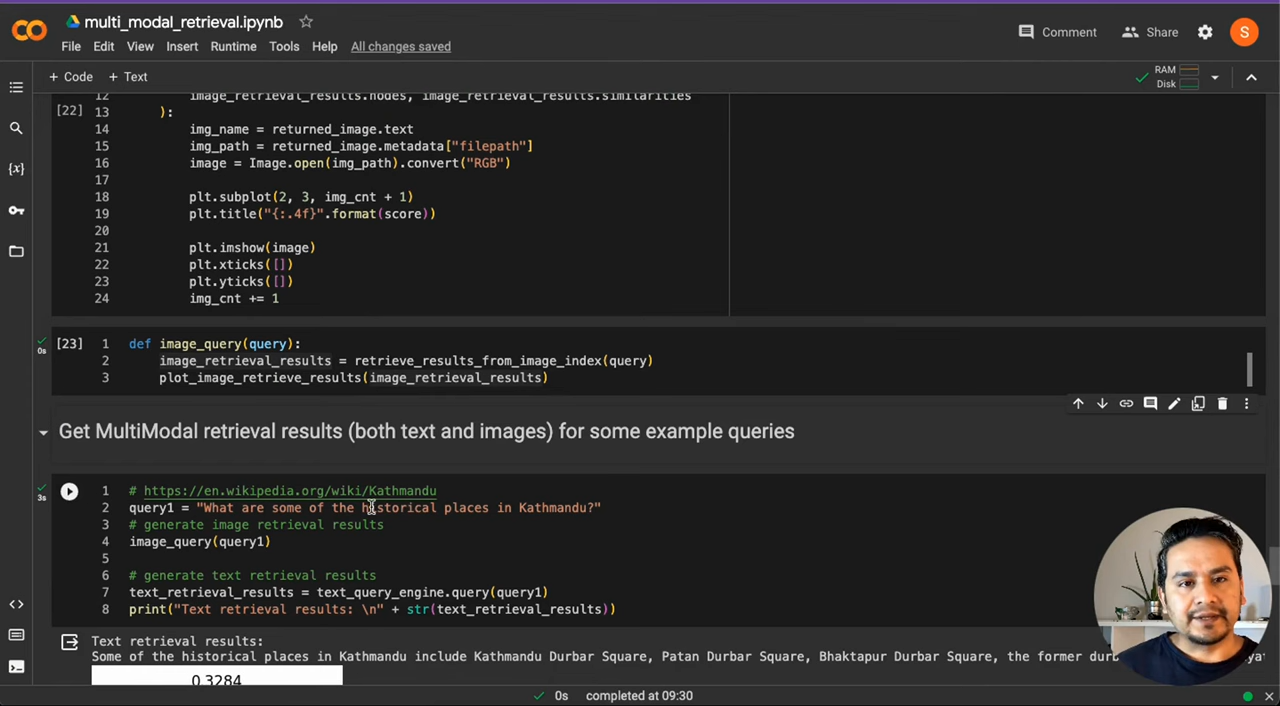 multi_modal_retrieval.ipynb
File Edit View Insert Runtime Tools Help All changes saved
Comment Share S
+ Code + Text
RAM
Disk
12 image_retrieval_results.nodes, image_retrieval_results.similarities
[22] 13 ):
14 img_name = returned_image.text
15 img_path = returned_image.metadata["filepath"]
16 image = Image.open(img_path).convert("RGB")
17
18 plt.subplot(2, 3, img_cnt + 1)
19 plt.title("{:.4f}".format(score))
20
21 plt.imshow(image)
22 plt.xticks([])
23 plt.yticks([])
24 img_cnt += 1
[23] 1 def image_query(query):
0s
2 image_retrieval_results = retrieve_results_from_image_index(query)
3 plot_image_retrieve_results(image_retrieval_results)
Get MultiModal retrieval results (both text and images) for some example queries
3s
1 # https://en.wikipedia.org/wiki/Kathmandu
2 query1 = "What are some of the historical places in Kathmandu?"
3 # generate image retrieval results
4 image_query(query1)
5
6 # generate text retrieval results
7 text_retrieval_results = text_query_engine.query(query1)
8 print("Text retrieval results: \n" + str(text_retrieval_results))
Text retrieval results:
Some of the historical places in Kathmandu include Kathmandu Durbar Square, Patan Durbar Square, Bhaktapur Durbar Square, the former
0.3284
0s completed at 09:30